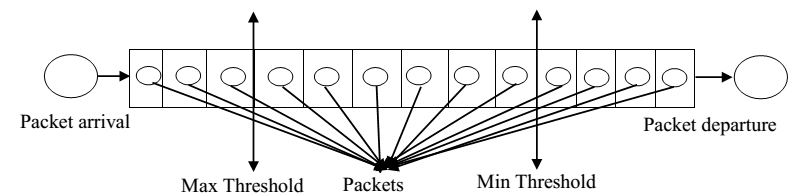 Packet arrival
Packet departure
Max Threshold
Packets
Min Threshold